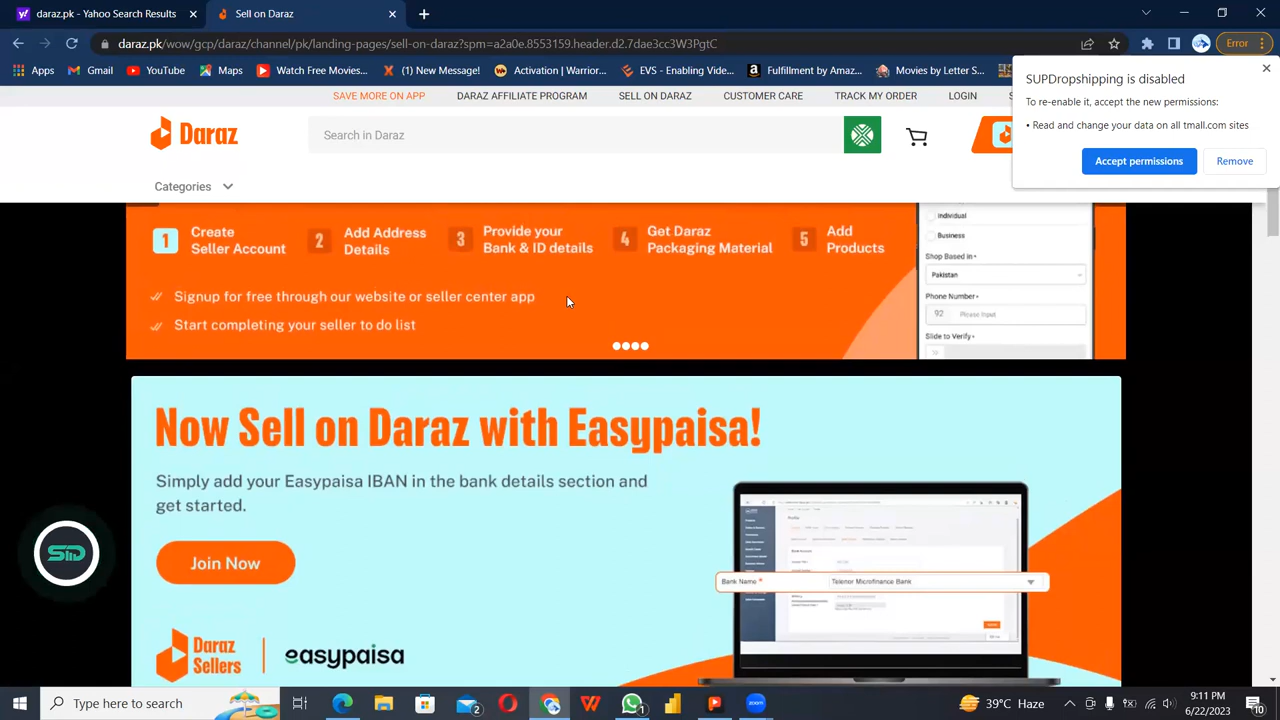 daraz.pk - Yahoo Search Results
Sell on Daraz
daraz.pk/wow/gcp/daraz/channel/pk/landing-pages/sell-on-daraz?spm=a2a0e.8553159.header.d2.7dae3cc3W3PgtC
Error
Apps
Gmail
YouTube
Maps
Watch Free Movies...
(1) New Message!
Activation | Warrior...
EVS - Enabling Vide...
Fulfillment by Amaz...
Movies by Letter S...
SUPDropshipping is disabled
To re-enable it, accept the new permissions:
• Read and change your data on all tmall.com sites
Accept permissions
Remove
SAVE MORE ON APP
DARAZ AFFILIATE PROGRAM
SELL ON DARAZ
CUSTOMER CARE
TRACK MY ORDER
LOGIN
Daraz
Search in Daraz
Categories
1 Create
Seller Account
2 Add Address
Details
3 Provide your
Bank & ID details
4 Get Daraz
Packaging Material
5 Add
Products
Signup for free through our website or seller center app
Start completing your seller to do list
Individual
Business
Shop Based in*
Pakistan
Phone Number*
92 Please Input
Slide to Verify*
Now Sell on Daraz with Easypaisa!
Simply add your Easypaisa IBAN in the bank details section and
get started.
Join Now
Bank Name * Telenor Microfinance Bank
SD
Daraz
Sellers
easypaisa
Type here to search
2
1
39°C Haze
9:11 PM
6/22/2023
10